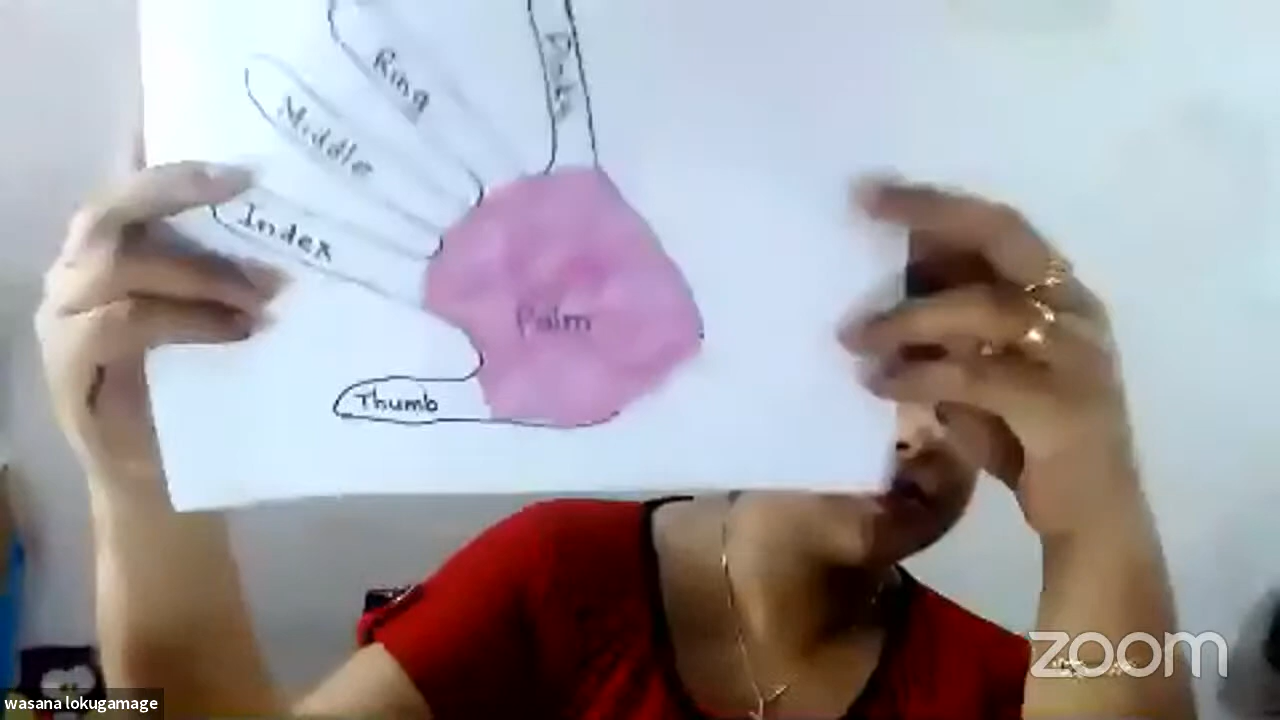 Ring
Middle
Index
Palm
Thumb
zoom
wasana lokugamage